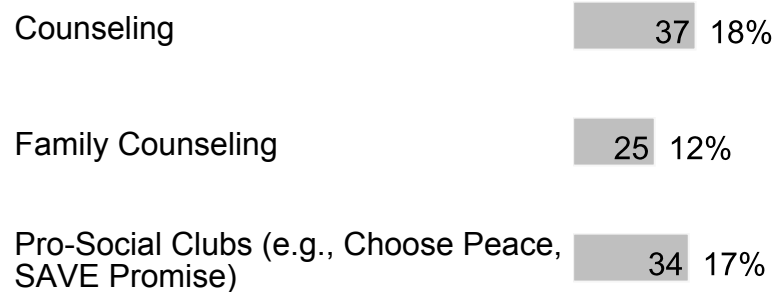 Counseling 37 18%
Family Counseling 25 12%
Pro-Social Clubs (e.g., Choose Peace,
SAVE Promise) 34 17%